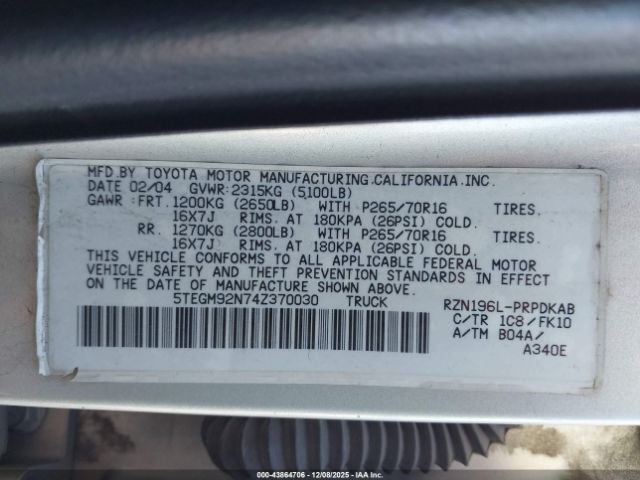 MFD.BY TOYOTA MOTOR MANUFACTURING,CALIFORNIA,INC.
DATE 02/04 GVWR:2315KG (5100LB)
GAWR :FRT. 1200KG (2650LB) WITH P265/70R16 TIRES.
16X7J RIMS. AT 180KPA (26PSI) COLD.
RR. 1270KG (2800LB) WITH P265/70R16 TIRES.
16X7J RIMS. AT 180KPA (26PSI) COLD.
THIS VEHICLE CONFORMS TO ALL APPLICABLE FEDERAL MOTOR
VEHICLE SAFETY AND THEFT PREVENTION STANDARDS IN EFFECT
ON THE DATE OF MANUFACTURE SHOWN ABOVE.
5TEGM92N74Z370030 TRUCK RZN196L-PRPDKAB
C/TR 1C8/FK10
A/TM B04A/
A340E
00-43864706 - 12/08/2025 - IAA